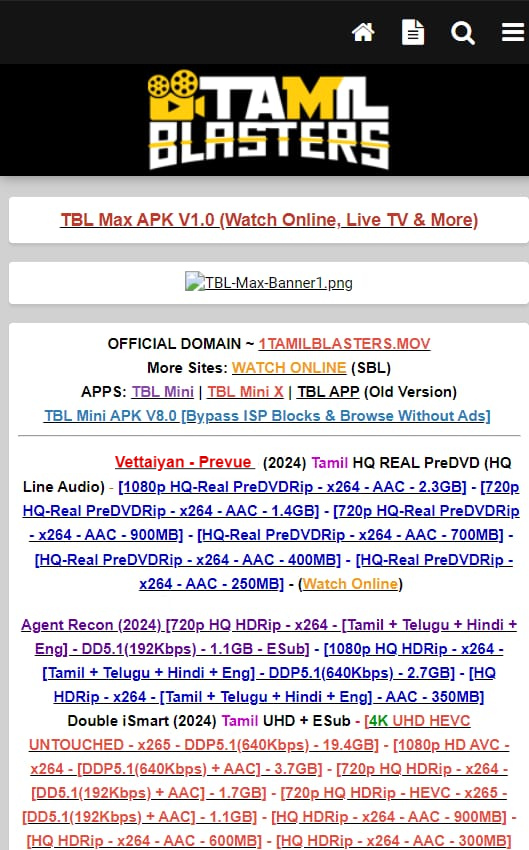 TAMIL
BLASTERS
TBL Max APK V1.0 (Watch Online, Live TV & More)
TBL-Max-Banner1.png
OFFICIAL DOMAIN ~ 1TAMILBLASTERS.MOV
More Sites: WATCH ONLINE (SBL)
APPS: TBL Mini | TBL Mini X | TBL APP (Old Version)
TBL Mini APK V8.0 [Bypass ISP Blocks & Browse Without Ads]
Vettaiyan - Prevue (2024) Tamil HQ REAL PreDVD (HQ
Line Audio) - [1080p HQ-Real PreDVDRip - x264 - AAC - 2.3GB] - [720p
HQ-Real PreDVDRip - x264 - AAC - 1.4GB] - [720p HQ-Real PreDVDRip
- x264 - AAC - 900MB] - [HQ-Real PreDVDRip - x264 - AAC - 700MB] -
[HQ-Real PreDVDRip - x264 - AAC - 400MB] - [HQ-Real PreDVDRip -
x264 - AAC - 250MB] - (Watch Online)
Agent Recon (2024) [720p HQ HDRip - x264 - [Tamil + Telugu + Hindi +
Eng] - DD5.1(192Kbps) - 1.1GB - ESub] - [1080p HQ HDRip - x264 -
[Tamil + Telugu + Hindi + Eng] - DDP5.1(640Kbps) - 2.7GB] - [HQ
HDRip - x264 - [Tamil + Telugu + Hindi + Eng] - AAC - 350MB]
Double iSmart (2024) Tamil UHD + ESub - [4K UHD HEVC
UNTOUCHED - x265 - DDP5.1(640Kbps) - 19.4GB] - [1080p HD AVC -
x264 - [DDP5.1(640Kbps) + AAC] - 3.7GB] - [720p HQ HDRip - x264 -
[DD5.1(192Kbps) + AAC] - 1.7GB] - [720p HQ HDRip - HEVC - x265 -
[DD5.1(192Kbps) + AAC] - 1.1GB] - [HQ HDRip - x264 - AAC - 900MB] -
[HQ HDRip - x264 - AAC - 600MB] - [HQ HDRip - x264 - AAC - 300MB]